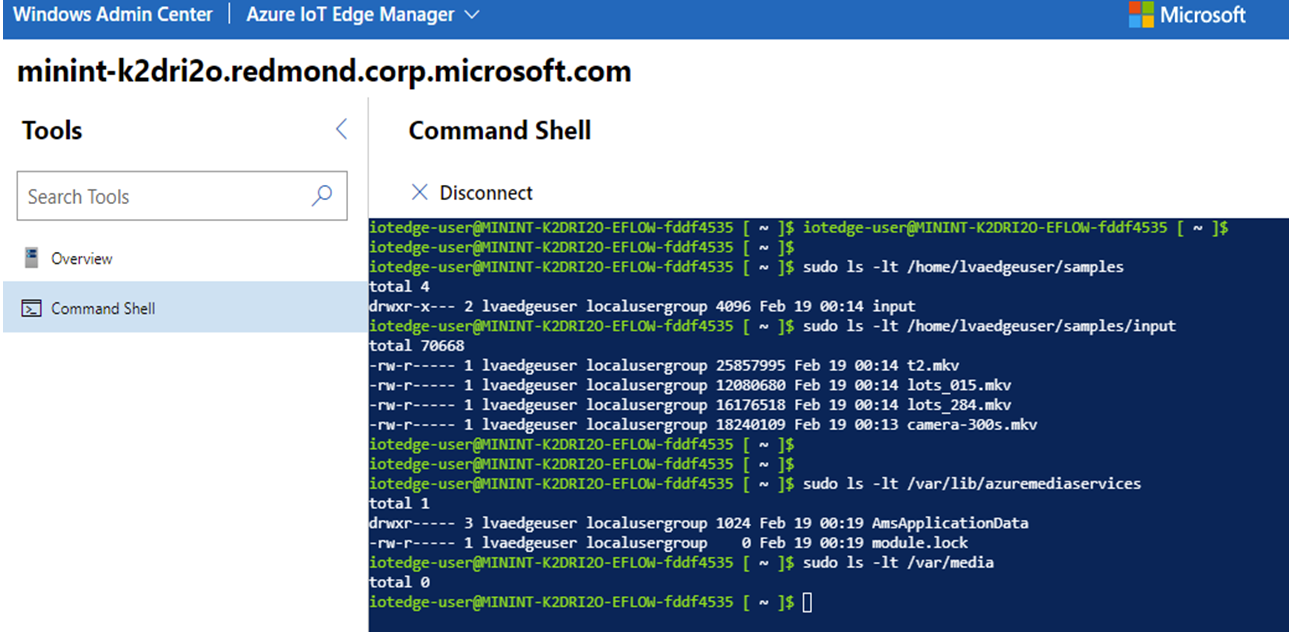 Windows Admin Center | Azure IoT Edge Manager
Microsoft
minint-k2dri2o.redmond.corp.microsoft.com
Tools
Search Tools
Overview
Command Shell
Command Shell
Disconnect
iotedge-user@MININT-K2DRI2O-EFLOW-fddf4535 [ ~ ]$ iotedge-user@MININT-K2DRI2O-EFLOW-fddf4535 [ ~ ]$
iotedge-user@MININT-K2DRI2O-EFLOW-fddf4535 [ ~ ]$
iotedge-user@MININT-K2DRI2O-EFLOW-fddf4535 [ ~ ]$ sudo ls -lt /home/lvaedgeuser/samples
total 4
drwxr-x--- 2 lvaedgeuser localusergroup 4096 Feb 19 00:14 input
iotedge-user@MININT-K2DRI2O-EFLOW-fddf4535 [ ~ ]$ sudo ls -lt /home/lvaedgeuser/samples/input
total 70668
-rw-r----- 1 lvaedgeuser localusergroup 25857995 Feb 19 00:14 t2.mkv
-rw-r----- 1 lvaedgeuser localusergroup 12080680 Feb 19 00:14 lots_015.mkv
-rw-r----- 1 lvaedgeuser localusergroup 16176518 Feb 19 00:14 lots_284.mkv
-rw-r----- 1 lvaedgeuser localusergroup 18240109 Feb 19 00:13 camera-300s.mkv
iotedge-user@MININT-K2DRI2O-EFLOW-fddf4535 [ ~ ]$
iotedge-user@MININT-K2DRI2O-EFLOW-fddf4535 [ ~ ]$
iotedge-user@MININT-K2DRI2O-EFLOW-fddf4535 [ ~ ]$ sudo ls -lt /var/lib/azuremediaservices
total 1
drwxr----- 3 lvaedgeuser localusergroup 1024 Feb 19 00:19 AmsApplicationData
-rw-r----- 1 lvaedgeuser localusergroup    0 Feb 19 00:19 module.lock
iotedge-user@MININT-K2DRI2O-EFLOW-fddf4535 [ ~ ]$ sudo ls -lt /var/media
total 0
iotedge-user@MININT-K2DRI2O-EFLOW-fddf4535 [ ~ ]$